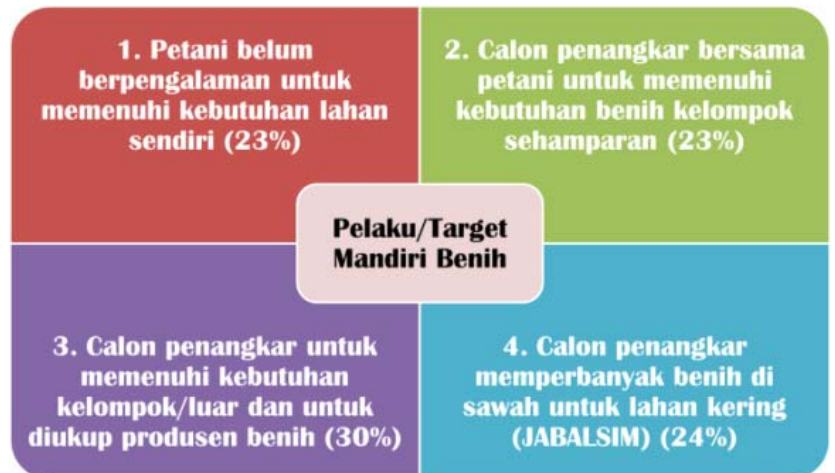 1. Petani belum
berpengalaman untuk
memenuhi kebutuhan lahan
sendiri (23%)
2. Calon penangkar bersama
petani untuk memenuhi
kebutuhan benih kelompok
sehamparan (23%)
Pelaku/Target
Mandiri Benih
3. Calon penangkar untuk
memenuhi kebutuhan
kelompok/luar dan untuk
diukup produsen benih (30%)
4. Calon penangkar
memperbanyak benih di
sawah untuk lahan kering
(JABALSIM) (24%)